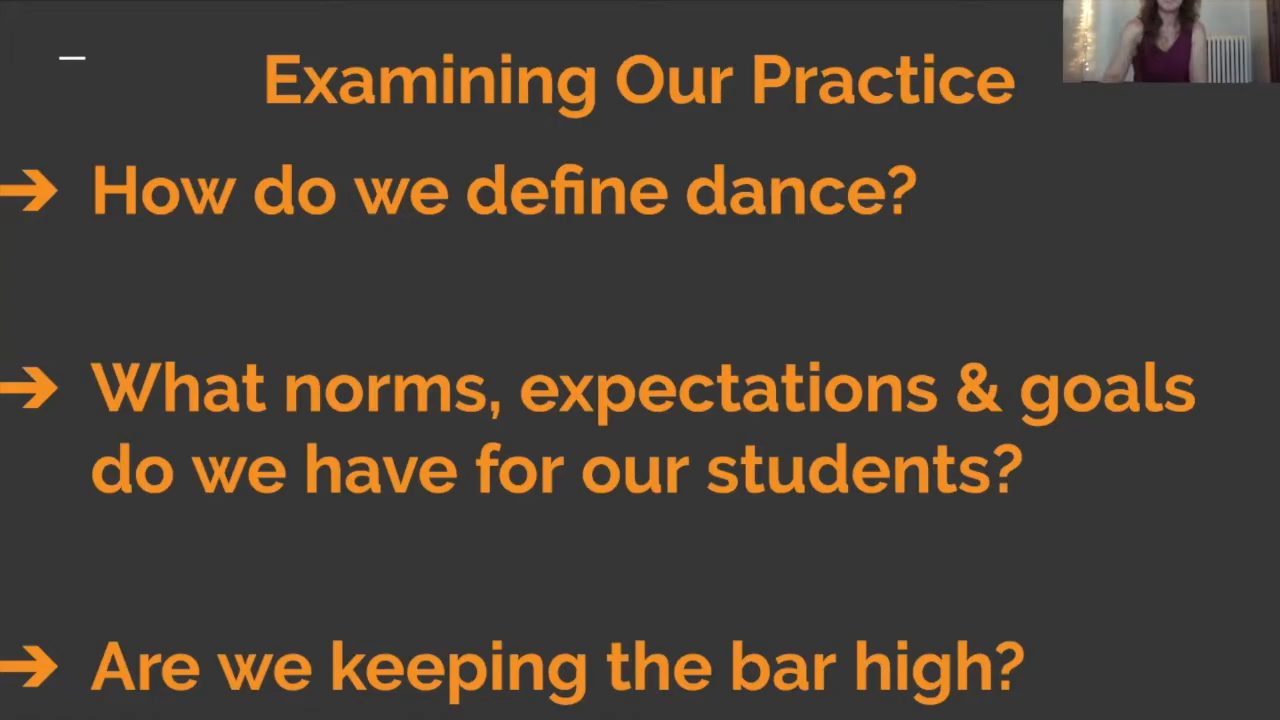 Examining Our Practice
➔ How do we define dance?
➔ What norms, expectations & goals
do we have for our students?
➔ Are we keeping the bar high?